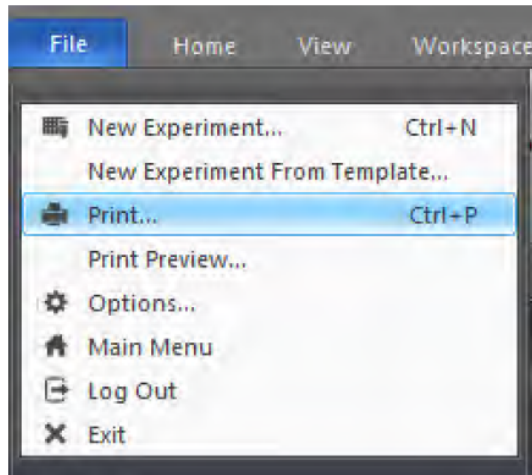 File Home View Workspace
New Experiment... Ctrl+N
New Experiment From Template...
Print... Ctrl+P
Print Preview...
Options...
Main Menu
Log Out
Exit